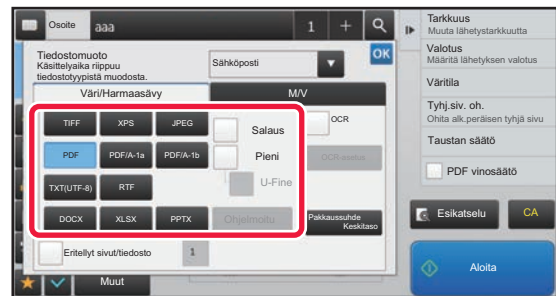 Osoite
aaa
1
Tiedostomuoto
Käsittelyaika riippuu
tiedostotyypistä muodosta.
Sähköposti
OK
Väri/Harmaasävy
M/V
TIFF
XPS
JPEG
Salaus
OCR
PDF
PDF/A-1a
PDF/A-1b
Pieni
OCR-asetus
TXT(UTF-8)
RTF
U-Fine
DOCX
XLSX
PPTX
Ohjelmoitu
Pakkaussuhde
Keskitaso
Eritellyt sivut/tiedosto
1
Muut
Tarkkuus
Muuta lähetystarkkuutta
Valotus
Määritä lähetyksen valotus
Väritila
Tyhj.siv. oh.
Ohita alk.peräisen tyhjä sivu
Taustan säätö
PDF vinosäätö
Esikatselu
CA
Aloita